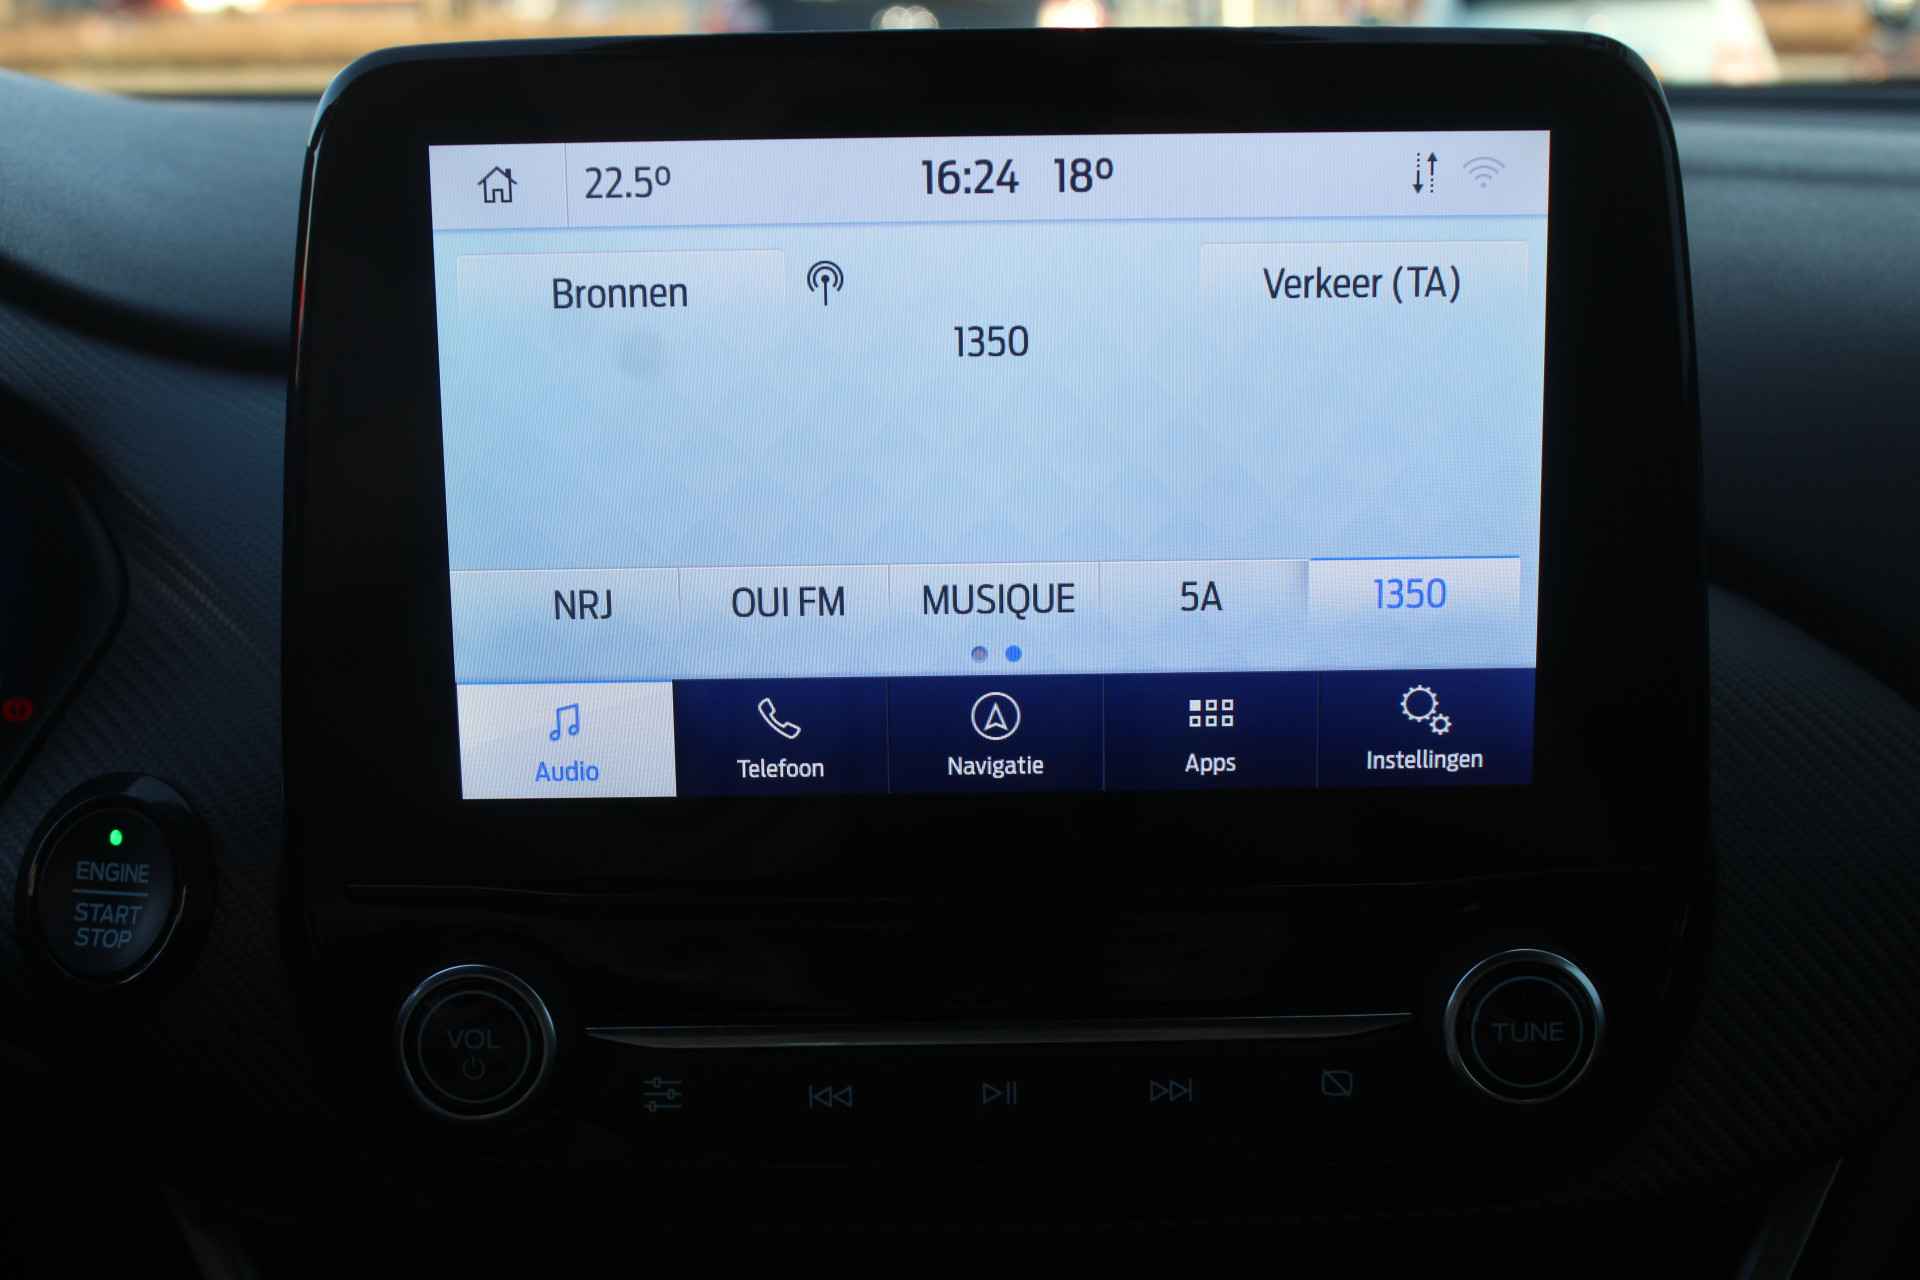 22.5°
16:24 18°
Bronnen
Verkeer (TA)
1350
NRJ
OUI FM
MUSIQUE
5A
1350
Audio
Telefoon
Navigatie
Apps
Instellingen
ENGINE
START
STOP
VOL
TUNE